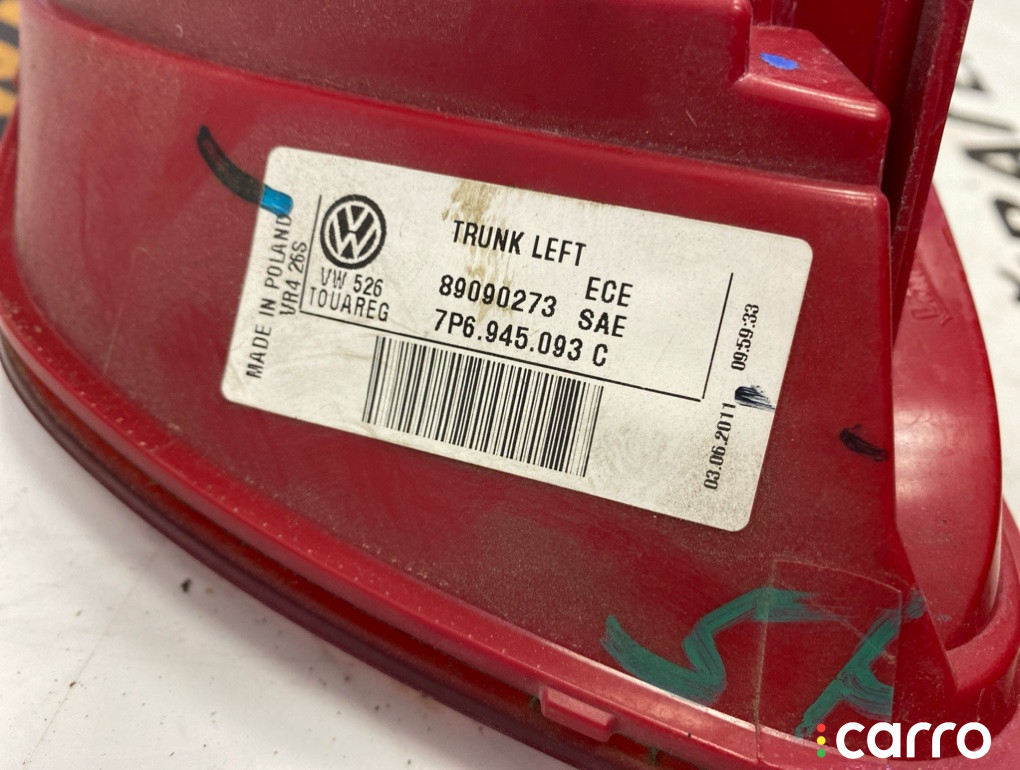 TRUNK LEFT
VW 526
TOUAREG
89090273
ECE
SAE
7P6.945.093 C
MADE IN POLAND
VR4 26S
03.06.2011
09:59:33
carro